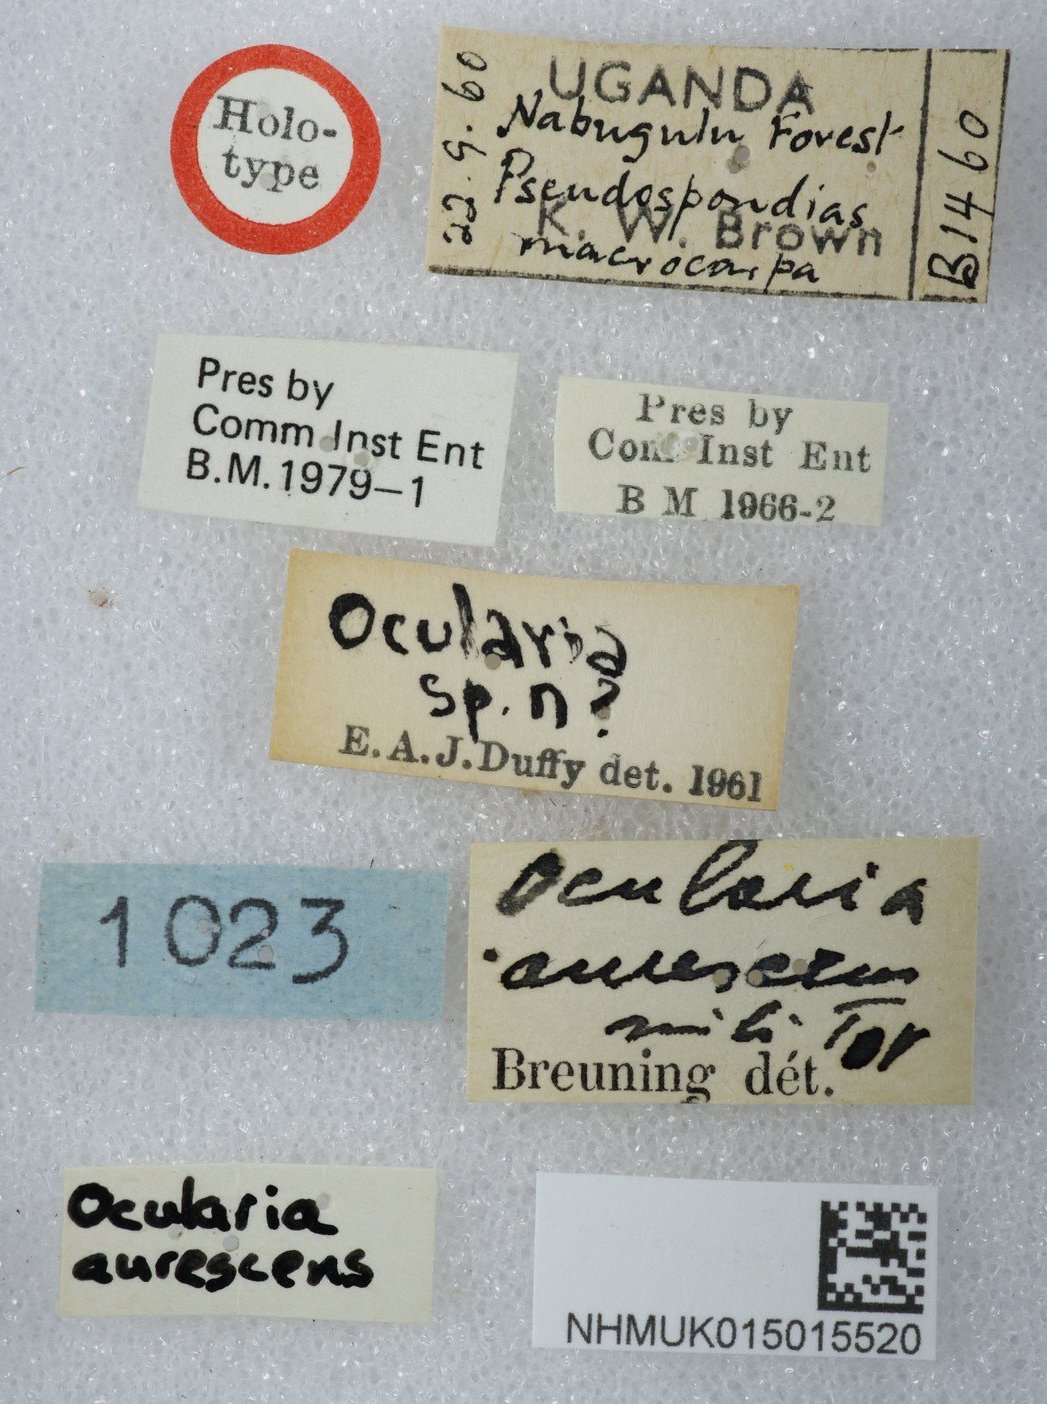 Holo-
type
UGANDA
Nabugulu Forest
Pseudospondias
K. W. Brown
macrocarpa
22.9.60
B1460
Pres by
Comm Inst Ent
B.M.1979–1
Pres by
Com. Inst Ent
B M 1966-2
Ocularia
sp. n ?
E. A. J. Duffy det. 1961
1023
Ocularia
aurescens
mihi Tor
Breuning dét.
Ocularia
aurescens
NHMUK015015520